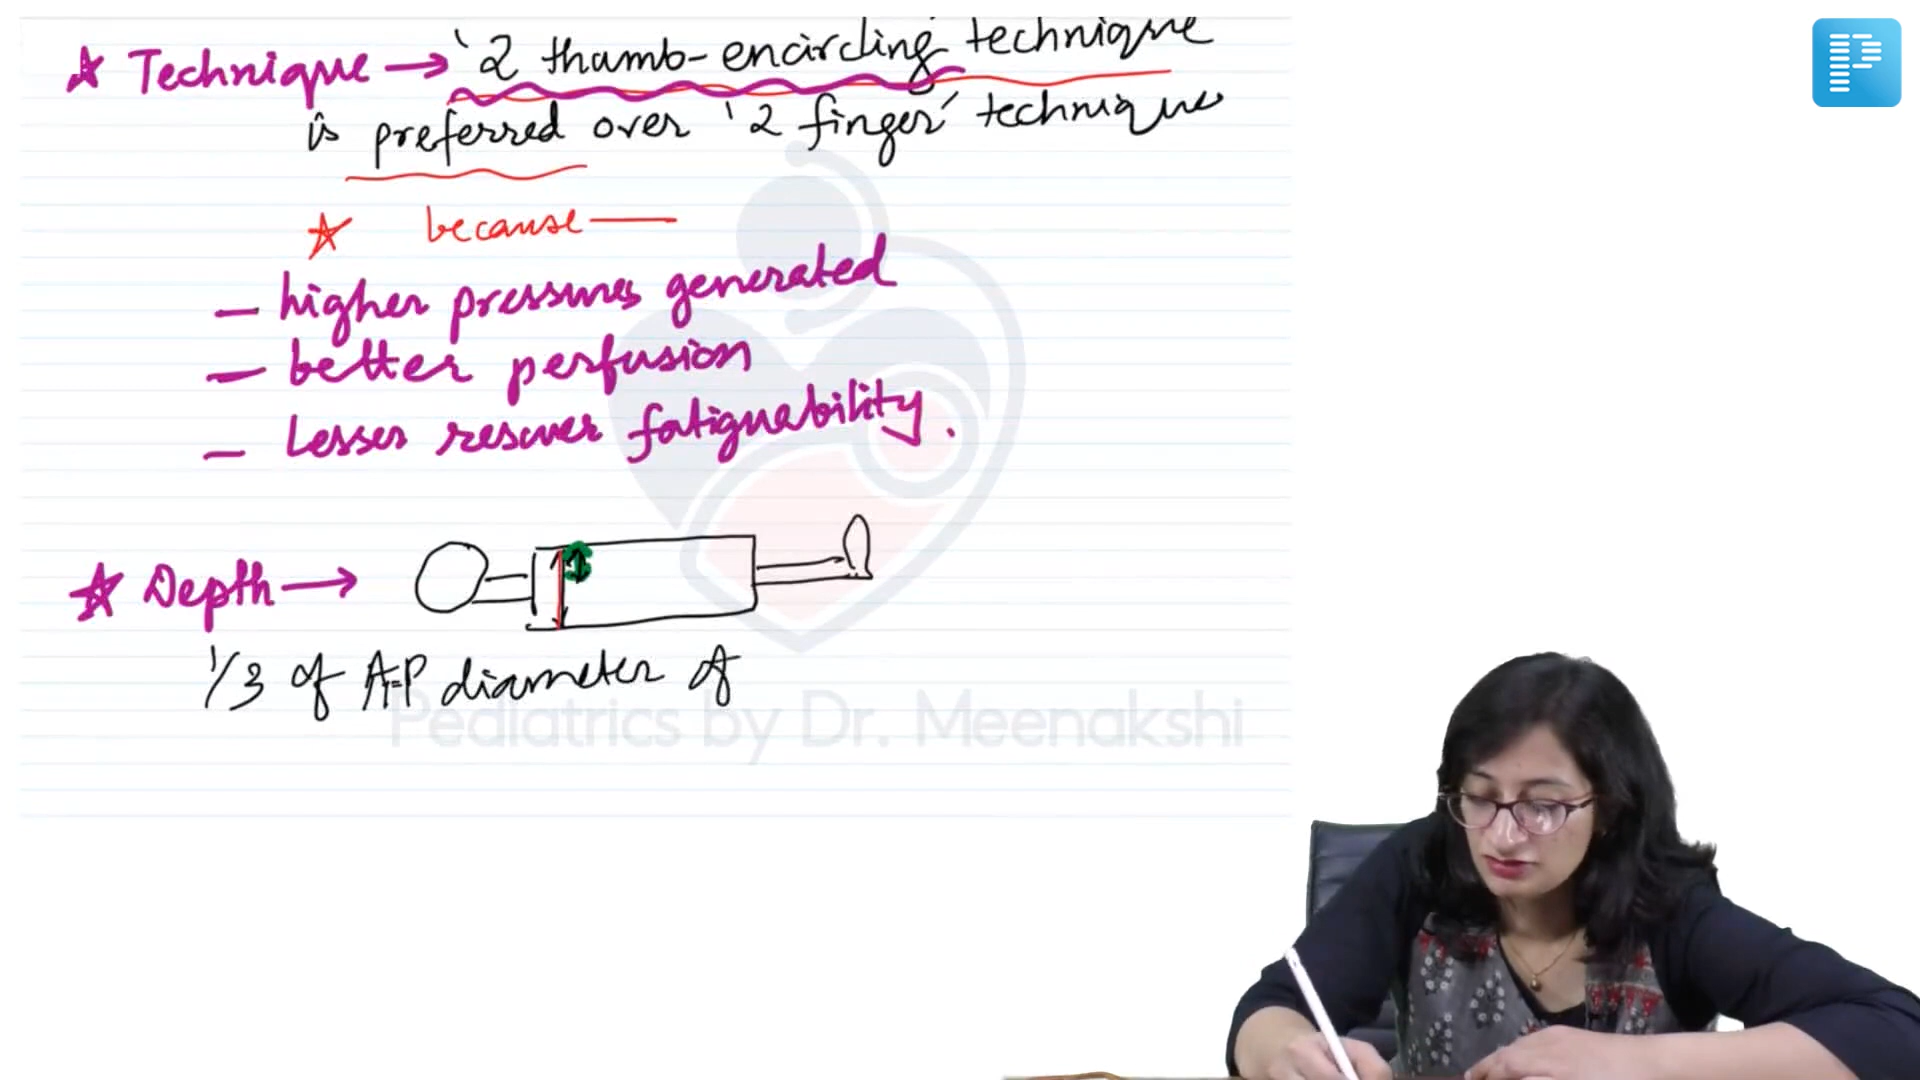 ☆ Technique → '2 thumb-encircling technique
is preferred over '2 finger' technique
☆ because —
— higher pressures generated
— better perfusion
— Lesser rescuer fatiguability.
☆ Depth →
1/3 of A-P diameter of
Pediatrics by Dr. Meenakshi